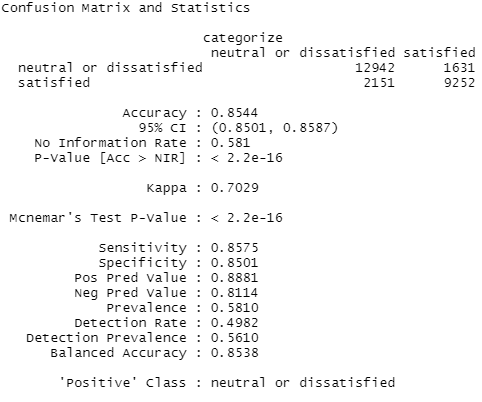 Confusion Matrix and Statistics
categorize
neutral or dissatisfied satisfied
neutral or dissatisfied 12942 1631
satisfied 2151 9252
Accuracy : 0.8544
95% CI : (0.8501, 0.8587)
No Information Rate : 0.581
P-Value [Acc > NIR] : < 2.2e-16
Kappa : 0.7029
Mcnemar's Test P-Value : < 2.2e-16
Sensitivity : 0.8575
Specificity : 0.8501
Pos Pred Value : 0.8881
Neg Pred Value : 0.8114
Prevalence : 0.5810
Detection Rate : 0.4982
Detection Prevalence : 0.5610
Balanced Accuracy : 0.8538
'Positive' Class : neutral or dissatisfied